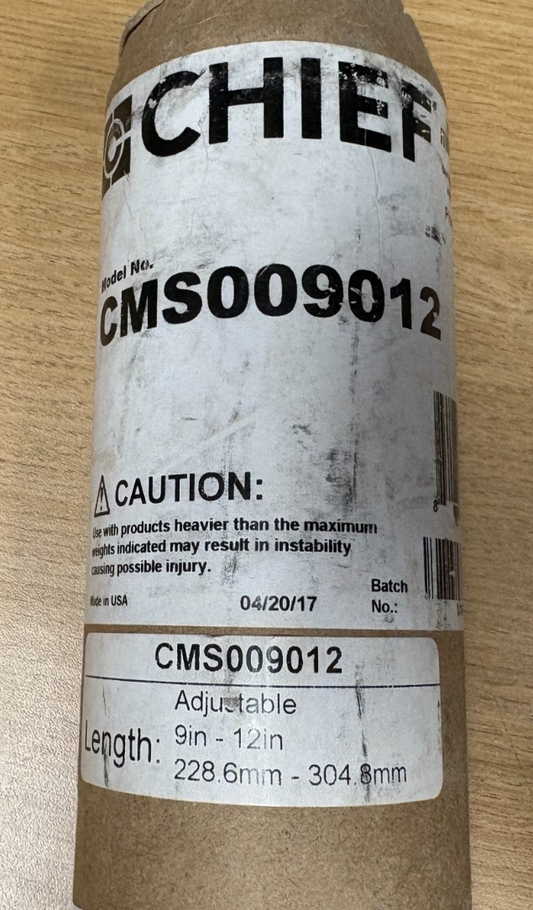 CHIEF
Model No.
CMS009012
CAUTION:
Use with products heavier than the maximum
weights indicated may result in instability
causing possible injury.
Made in USA
04/20/17
Batch
No.:
CMS009012
Adjustable
Length:
9in - 12in
228.6mm - 304.8mm